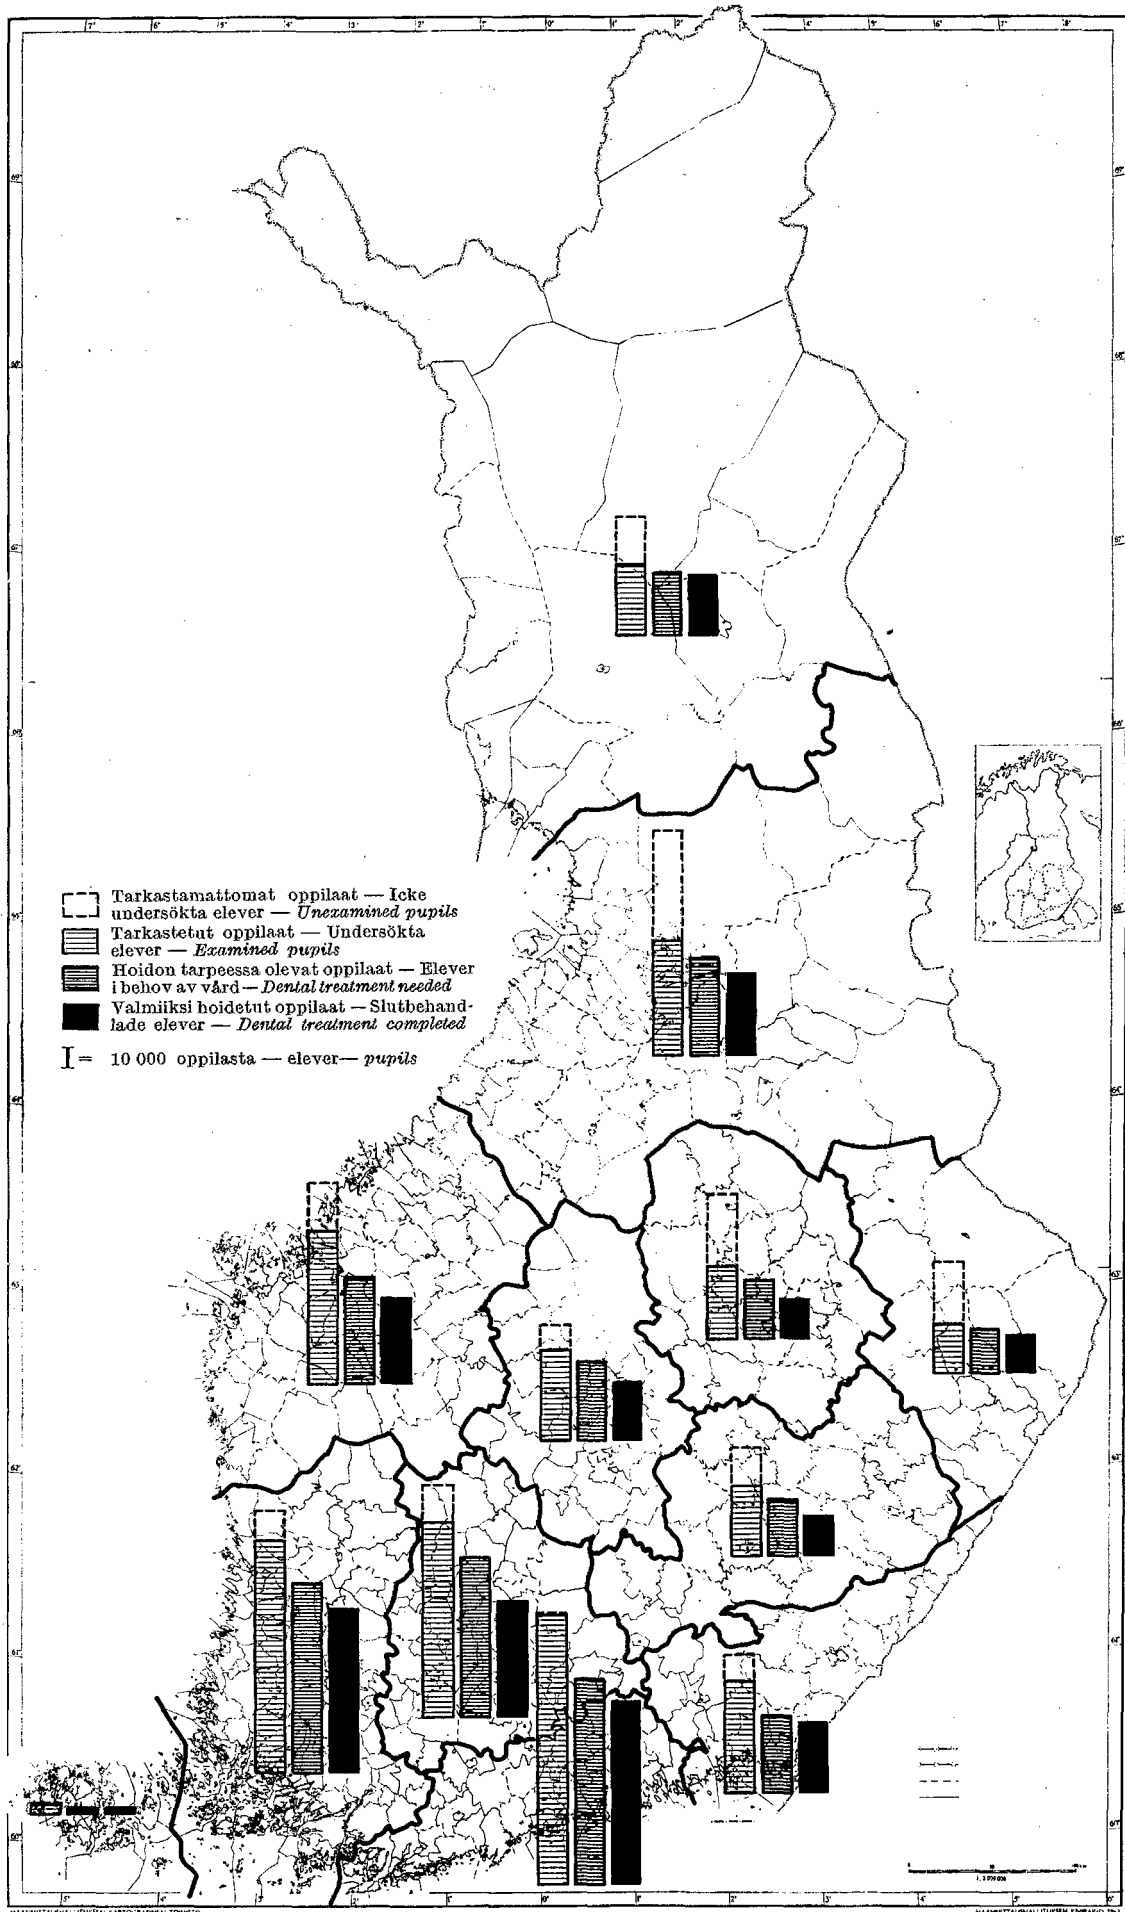 Tarkastamattomat oppilaat — Icke
undersökta elever — Unexamined pupils
Tarkastetut oppilaat — Undersökta
elever — Examined pupils
Hoidon tarpeessa olevat oppilaat — Elever
i behov av vård — Dental treatment needed
Valmiiksi hoidetut oppilaat — Slutbehand-
lade elever — Dental treatment completed
I = 10 000 oppilasta — elever — pupils